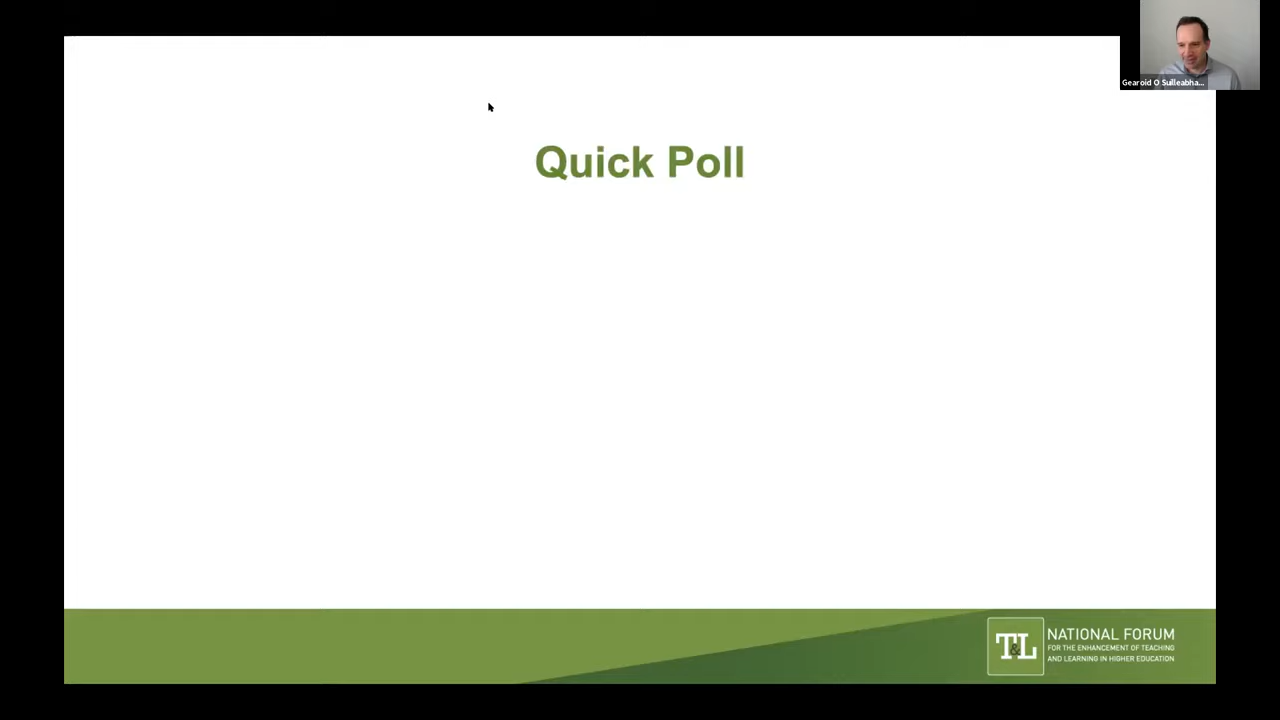 Gearoid O Suilleabha...
Quick Poll
T&L
NATIONAL FORUM
FOR THE ENHANCEMENT OF TEACHING
AND LEARNING IN HIGHER EDUCATION